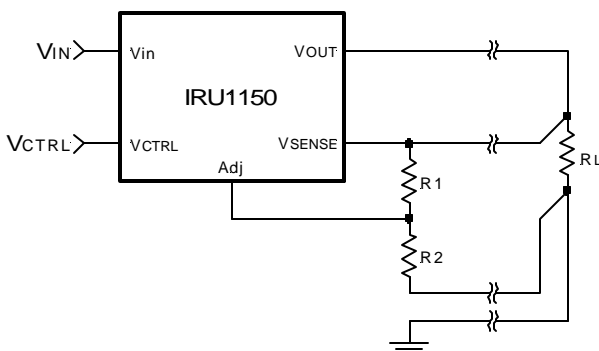 VIN
Vin
VOUT
IRU1150
VCTRL
VCTRL
VSENSE
Adj
R1
RL
R2